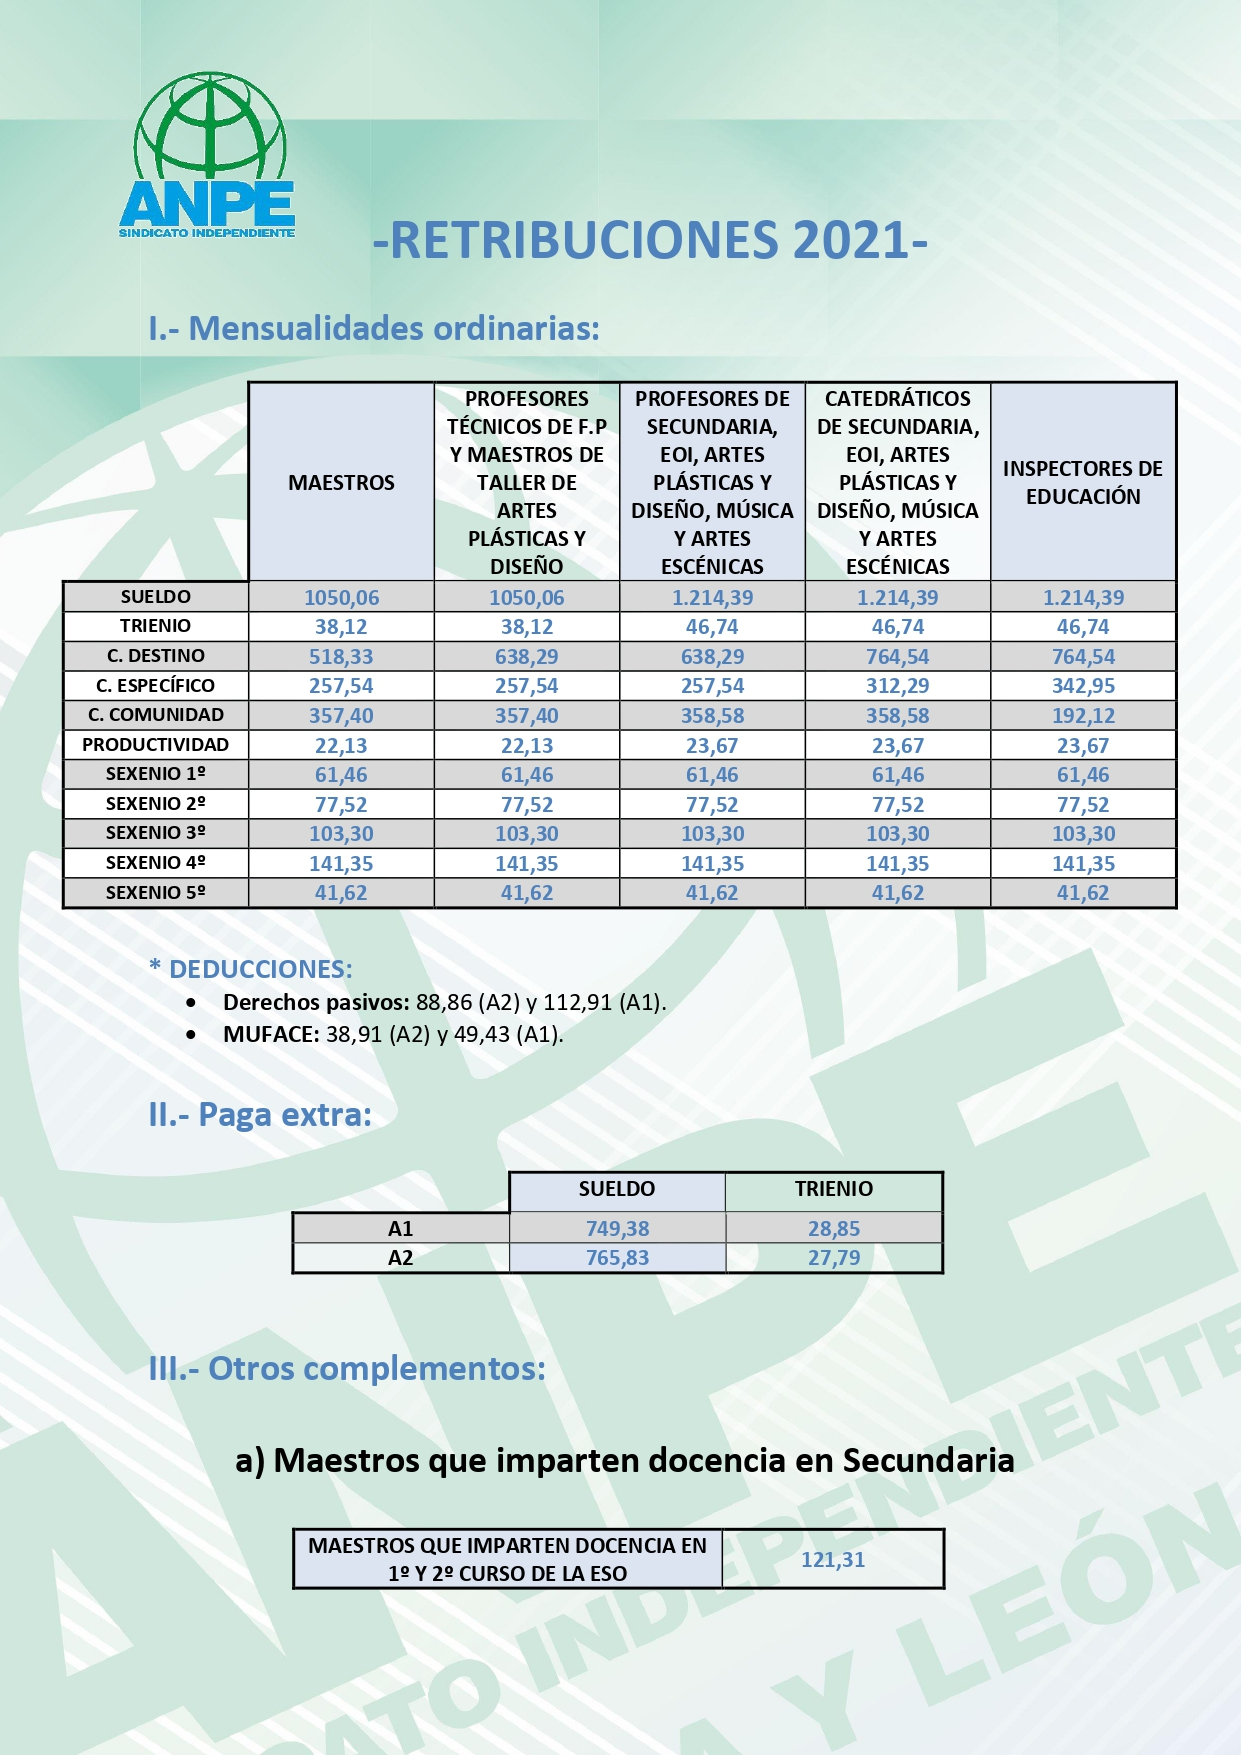 ANPE
SINDICATO INDEPENDIENTE
-RETRIBUCIONES 2021-
I.- Mensualidades ordinarias:
MAESTROS
PROFESORES
TÉCNICOS DE F.P
Y MAESTROS DE
TALLER DE
ARTES
PLÁSTICAS Y
DISEÑO
PROFESORES DE
SECUNDARIA,
EOI, ARTES
PLÁSTICAS Y
DISEÑO, MÚSICA
Y ARTES
ESCÉNICAS
CATEDRÁTICOS
DE SECUNDARIA,
EOI, ARTES
PLÁSTICAS Y
DISEÑO, MÚSICA
Y ARTES
ESCÉNICAS
INSPECTORES DE
EDUCACIÓN
SUELDO 1050,06 1050,06 1.214,39 1.214,39 1.214,39
TRIENIO 38,12 38,12 46,74 46,74 46,74
C. DESTINO 518,33 638,29 638,29 764,54 764,54
C. ESPECÍFICO 257,54 257,54 257,54 312,29 342,95
C. COMUNIDAD 357,40 357,40 358,58 358,58 192,12
PRODUCTIVIDAD 22,13 22,13 23,67 23,67 23,67
SEXENIO 1º 61,46 61,46 61,46 61,46 61,46
SEXENIO 2º 77,52 77,52 77,52 77,52 77,52
SEXENIO 3º 103,30 103,30 103,30 103,30 103,30
SEXENIO 4º 141,35 141,35 141,35 141,35 141,35
SEXENIO 5º 41,62 41,62 41,62 41,62 41,62
* DEDUCCIONES:
• Derechos pasivos: 88,86 (A2) y 112,91 (A1).
• MUFACE: 38,91 (A2) y 49,43 (A1).
II.- Paga extra:
SUELDO TRIENIO
A1 749,38 28,85
A2 765,83 27,79
III.- Otros complementos:
a) Maestros que imparten docencia en Secundaria
MAESTROS QUE IMPARTEN DOCENCIA EN
1º Y 2º CURSO DE LA ESO
121,31
ANPE
CATO INDEPENDIENTE
A Y LEÓN